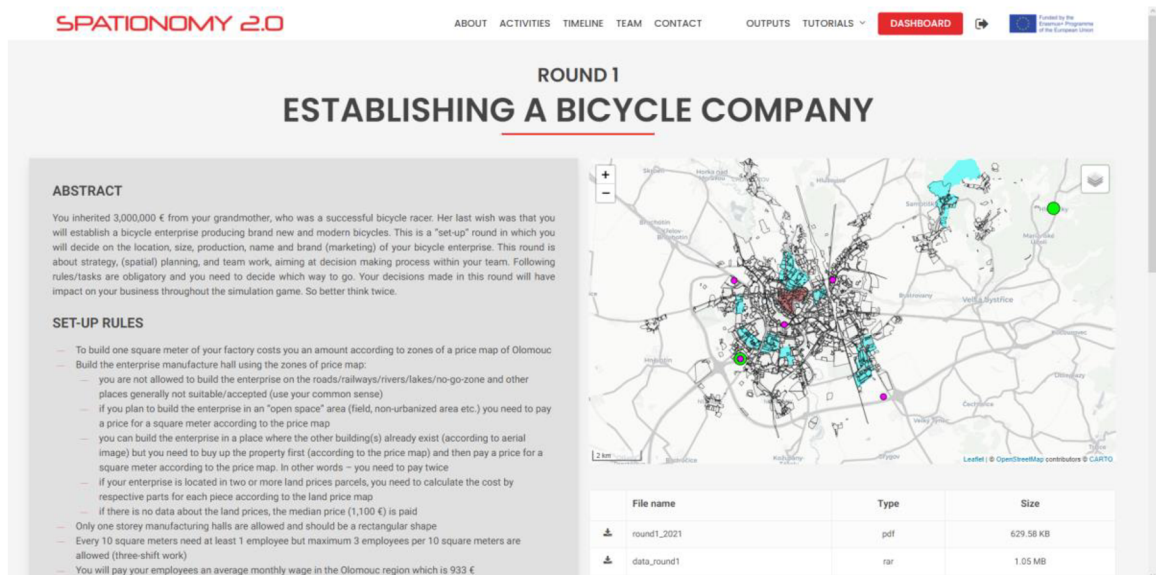 SPATIONOMY 2.0
ABOUT ACTIVITIES TIMELINE TEAM CONTACT OUTPUTS TUTORIALS DASHBOARD
Funded by the
Erasmus+ Programme
of the European Union
ROUND 1
ESTABLISHING A BICYCLE COMPANY
ABSTRACT
You inherited 3,000,000 € from your grandmother, who was a successful bicycle racer. Her last wish was that you
will establish a bicycle enterprise producing brand new and modern bicycles. This is a "set-up" round in which you
will decide on the location, size, production, name and brand (marketing) of your bicycle enterprise. This round is
about strategy, (spatial) planning, and team work, aiming at decision making process within your team. Following
rules/tasks are obligatory and you need to decide which way to go. Your decisions made in this round will have
impact on your business throughout the simulation game. So better think twice.
SET-UP RULES
— To build one square meter of your factory costs you an amount according to zones of a price map of Olomouc
— Build the enterprise manufacture hall using the zones of price map:
— you are not allowed to build the enterprise on the roads/railways/rivers/lakes/no-go-zone and other
places generally not suitable/accepted (use your common sense)
— if you plan to build the enterprise in an "open space" area (field, non-urbanized area etc.) you need to pay
a price for a square meter according to the price map
— you can build the enterprise in a place where the other building(s) already exist (according to aerial
image) but you need to buy up the property first (according to the price map) and then pay a price for a
square meter according to the price map. In other words – you need to pay twice
— if your enterprise is located in two or more land prices parcels, you need to calculate the cost by
respective parts for each piece according to the land price map
— if there is no data about the land prices, the median price (1,100 €) is paid
— Only one storey manufacturing halls are allowed and should be a rectangular shape
— Every 10 square meters need at least 1 employee but maximum 3 employees per 10 square meters are
allowed (three-shift work)
— You will pay your employees an average monthly wage in the Olomouc region which is 933 €
+
−
Horka nad
Velká Bystřice
2 km
Leaflet | © OpenStreetMap contributors © CARTO
File name Type Size
round1_2021 pdf 629.58 KB
data_round1 rar 1.05 MB